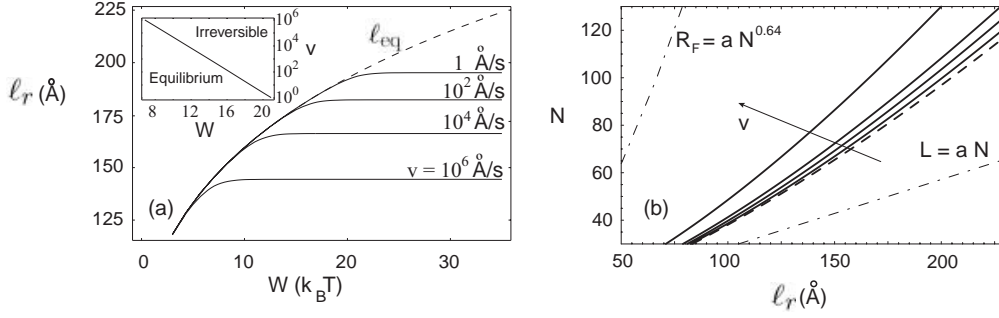 225
200
175
150
125
ℓr (Å)
0
10
20
30
W (k_BT)
(a)
ℓeq
1 Å/s
10^2 Å/s
10^4 Å/s
v = 10^6 Å/s
Irreversible
Equilibrium
10^6
10^4
10^2
10^0
v
8
12
16
20
W
120
100
80
60
40
N
50
100
150
200
ℓr (Å)
(b)
R_F = a N^0.64
v
L = a N